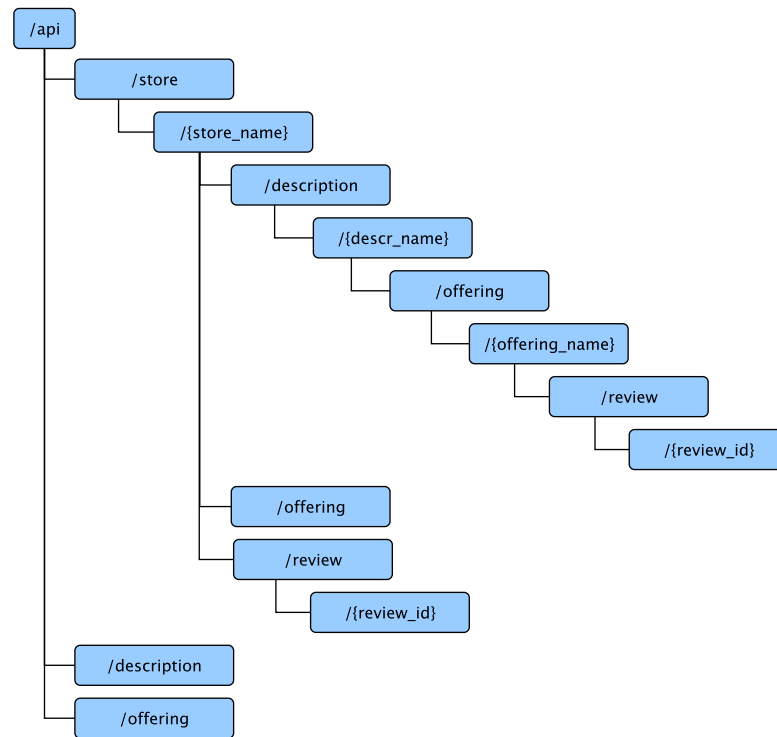 /api
/store
/{store_name}
/description
/{descr_name}
/offering
/{offering_name}
/review
/{review_id}
/offering
/review
/{review_id}
/description
/offering